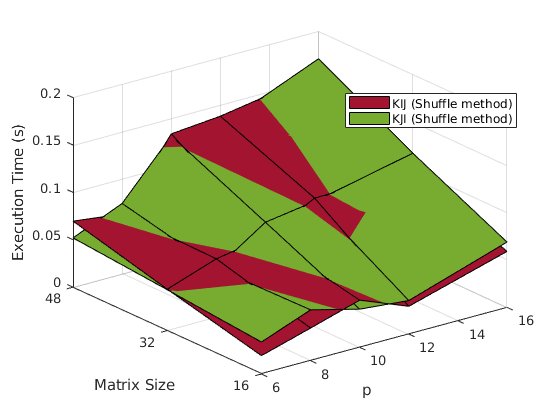 KIJ (Shuffle method)
KJI (Shuffle method)
Execution Time (s)
0.2
0.15
0.1
0.05
0
48
32
16
Matrix Size
6
8
10
12
14
16
p